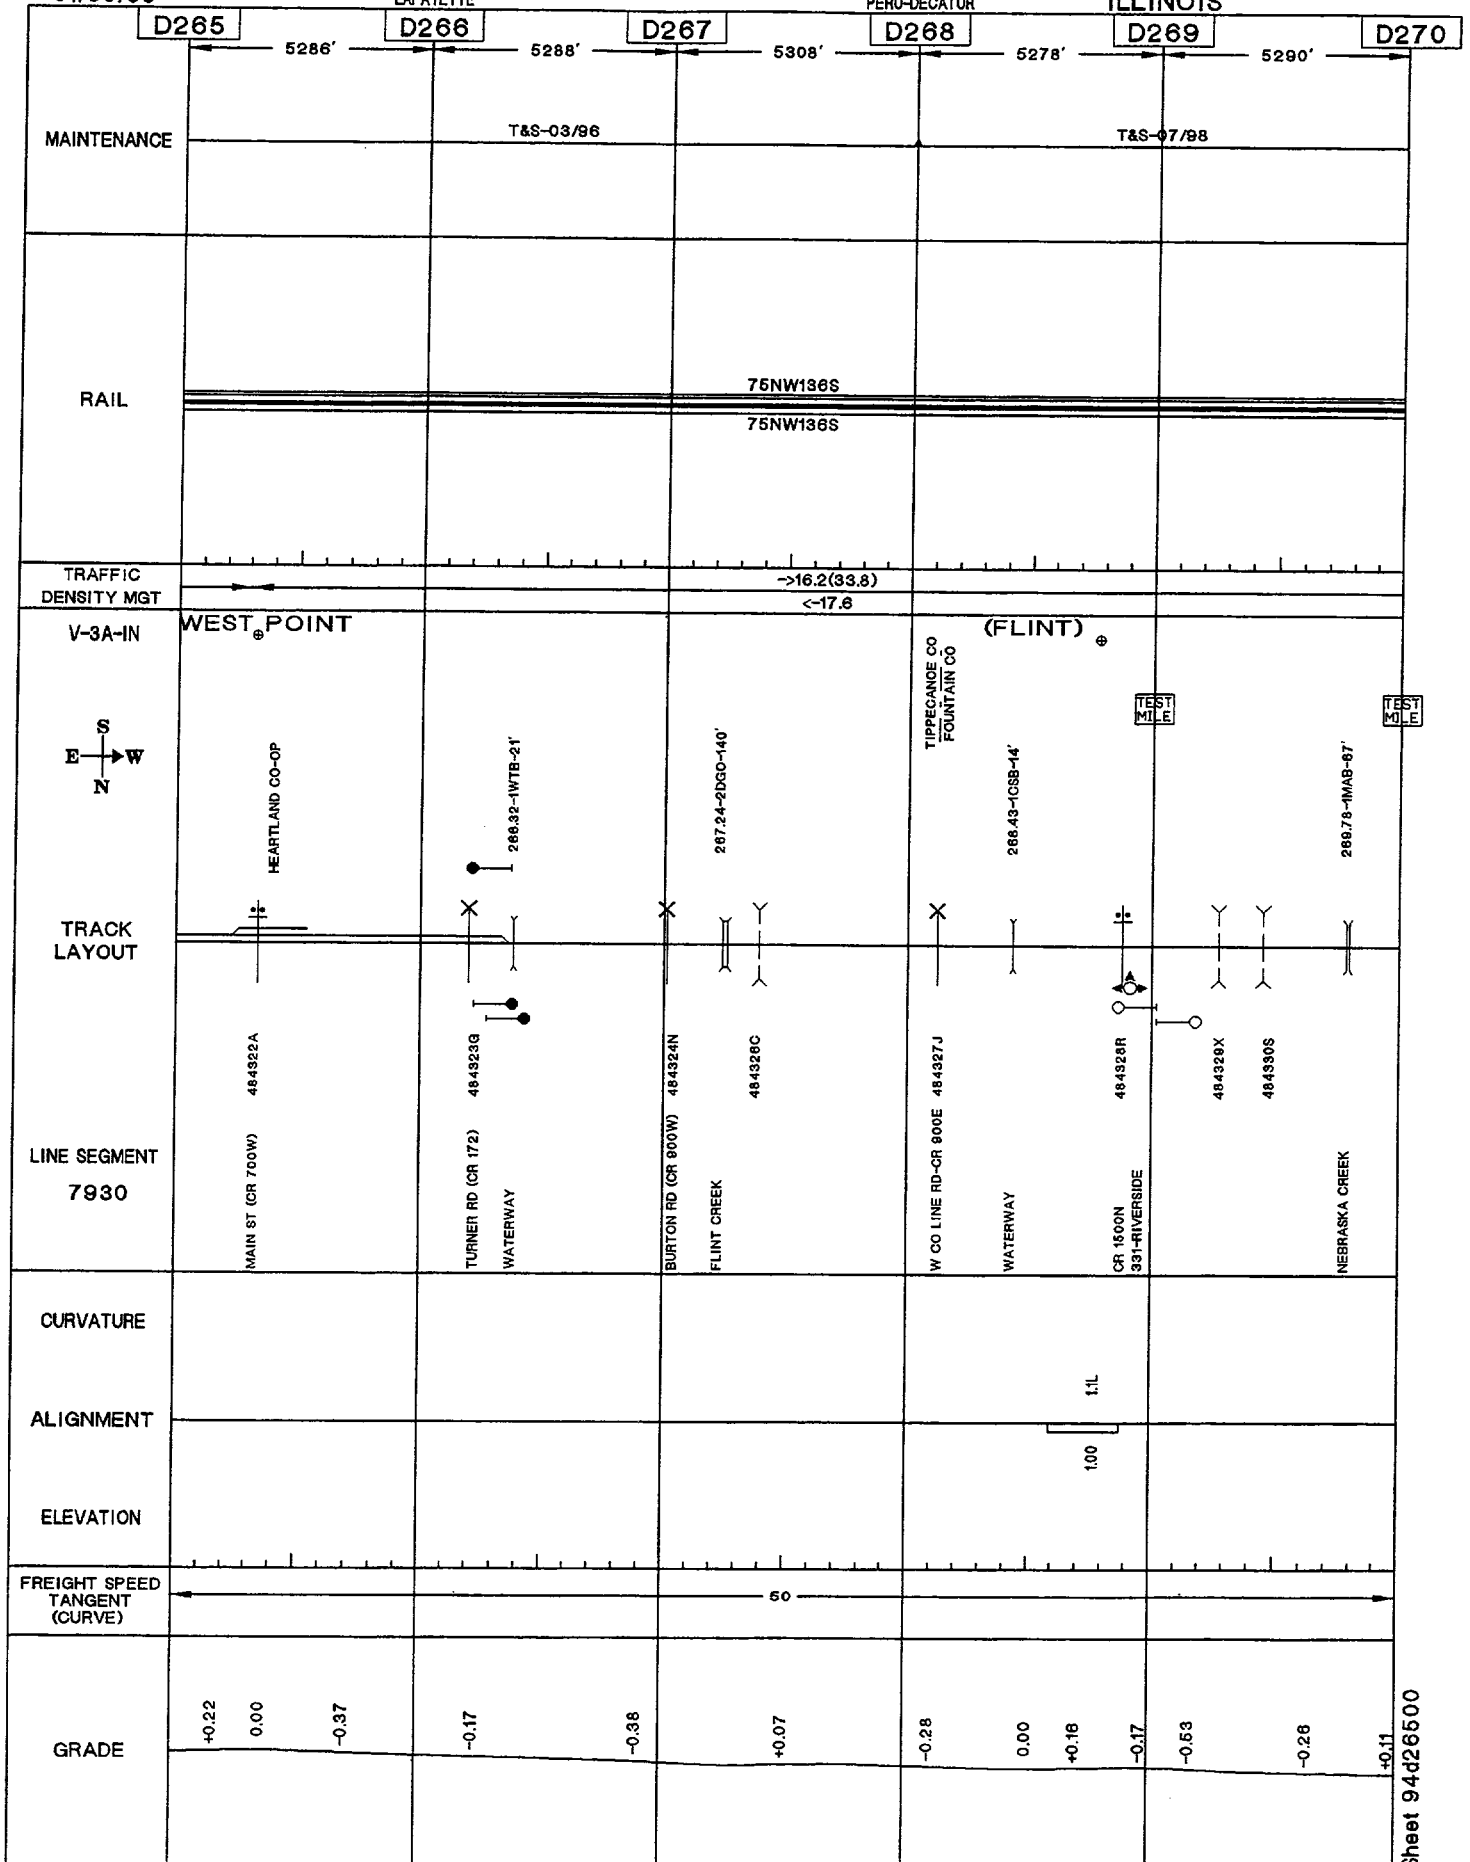 LAFAYETTE
PERU-DECATUR
ILLINOIS
D265
D266
D267
D268
D269
D270
5286'
5288'
5308'
5278'
5290'
MAINTENANCE
T&S-03/96
T&S-07/98
RAIL
75NW136S
75NW136S
TRAFFIC
DENSITY MGT
->16.2(33.8)
<-17.6
V-3A-IN
WEST POINT
(FLINT)
TIPPECANOE CO
FOUNTAIN CO
TEST
MILE
TEST
MILE
S
E W
N
HEARTLAND CO-OP
266.32-1WTB-21'
267.24-2DGO-140'
268.43-1CSB-14'
269.78-1MAB-67'
TRACK
LAYOUT
484322A
484323G
484324N
484326C
484327J
484328R
484329X
484330S
LINE SEGMENT
7930
MAIN ST (CR 700W)
TURNER RD (CR 172)
WATERWAY
BURTON RD (CR 900W)
FLINT CREEK
W CO LINE RD-CR 900E
WATERWAY
CR 1500N
331-RIVERSIDE
NEBRASKA CREEK
CURVATURE
1.1L
ALIGNMENT
1.00
ELEVATION
FREIGHT SPEED
TANGENT
(CURVE)
50
GRADE
+0.22
0.00
-0.37
-0.17
-0.38
+0.07
-0.28
0.00
+0.16
-0.17
-0.53
-0.26
+0.11
Sheet 94d26500